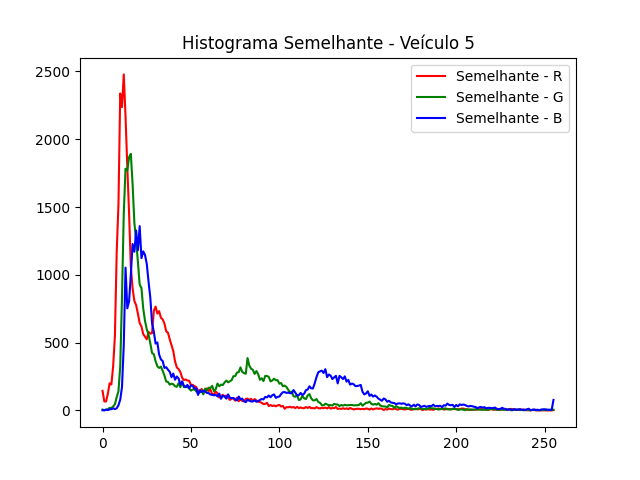 Histograma Semelhante - Veículo 5
Semelhante - R
Semelhante - G
Semelhante - B
2500
2000
1500
1000
500
0
0 50 100 150 200 250